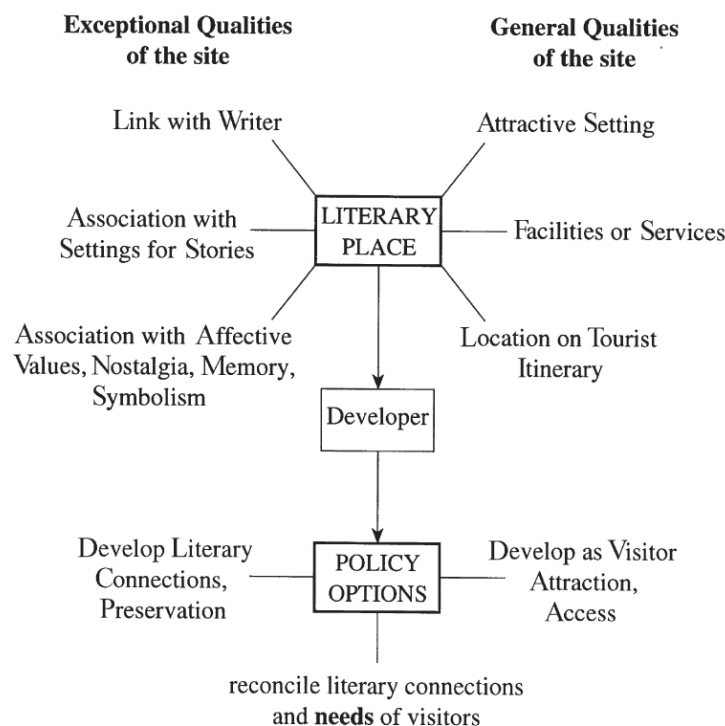 Exceptional Qualities
of the site
General Qualities
of the site
Link with Writer
Attractive Setting
Association with
Settings for Stories
LITERARY
PLACE
Facilities or Services
Association with Affective
Values, Nostalgia, Memory,
Symbolism
Location on Tourist
Itinerary
Developer
Develop Literary
Connections,
Preservation
POLICY
OPTIONS
Develop as Visitor
Attraction,
Access
reconcile literary connections
and needs of visitors